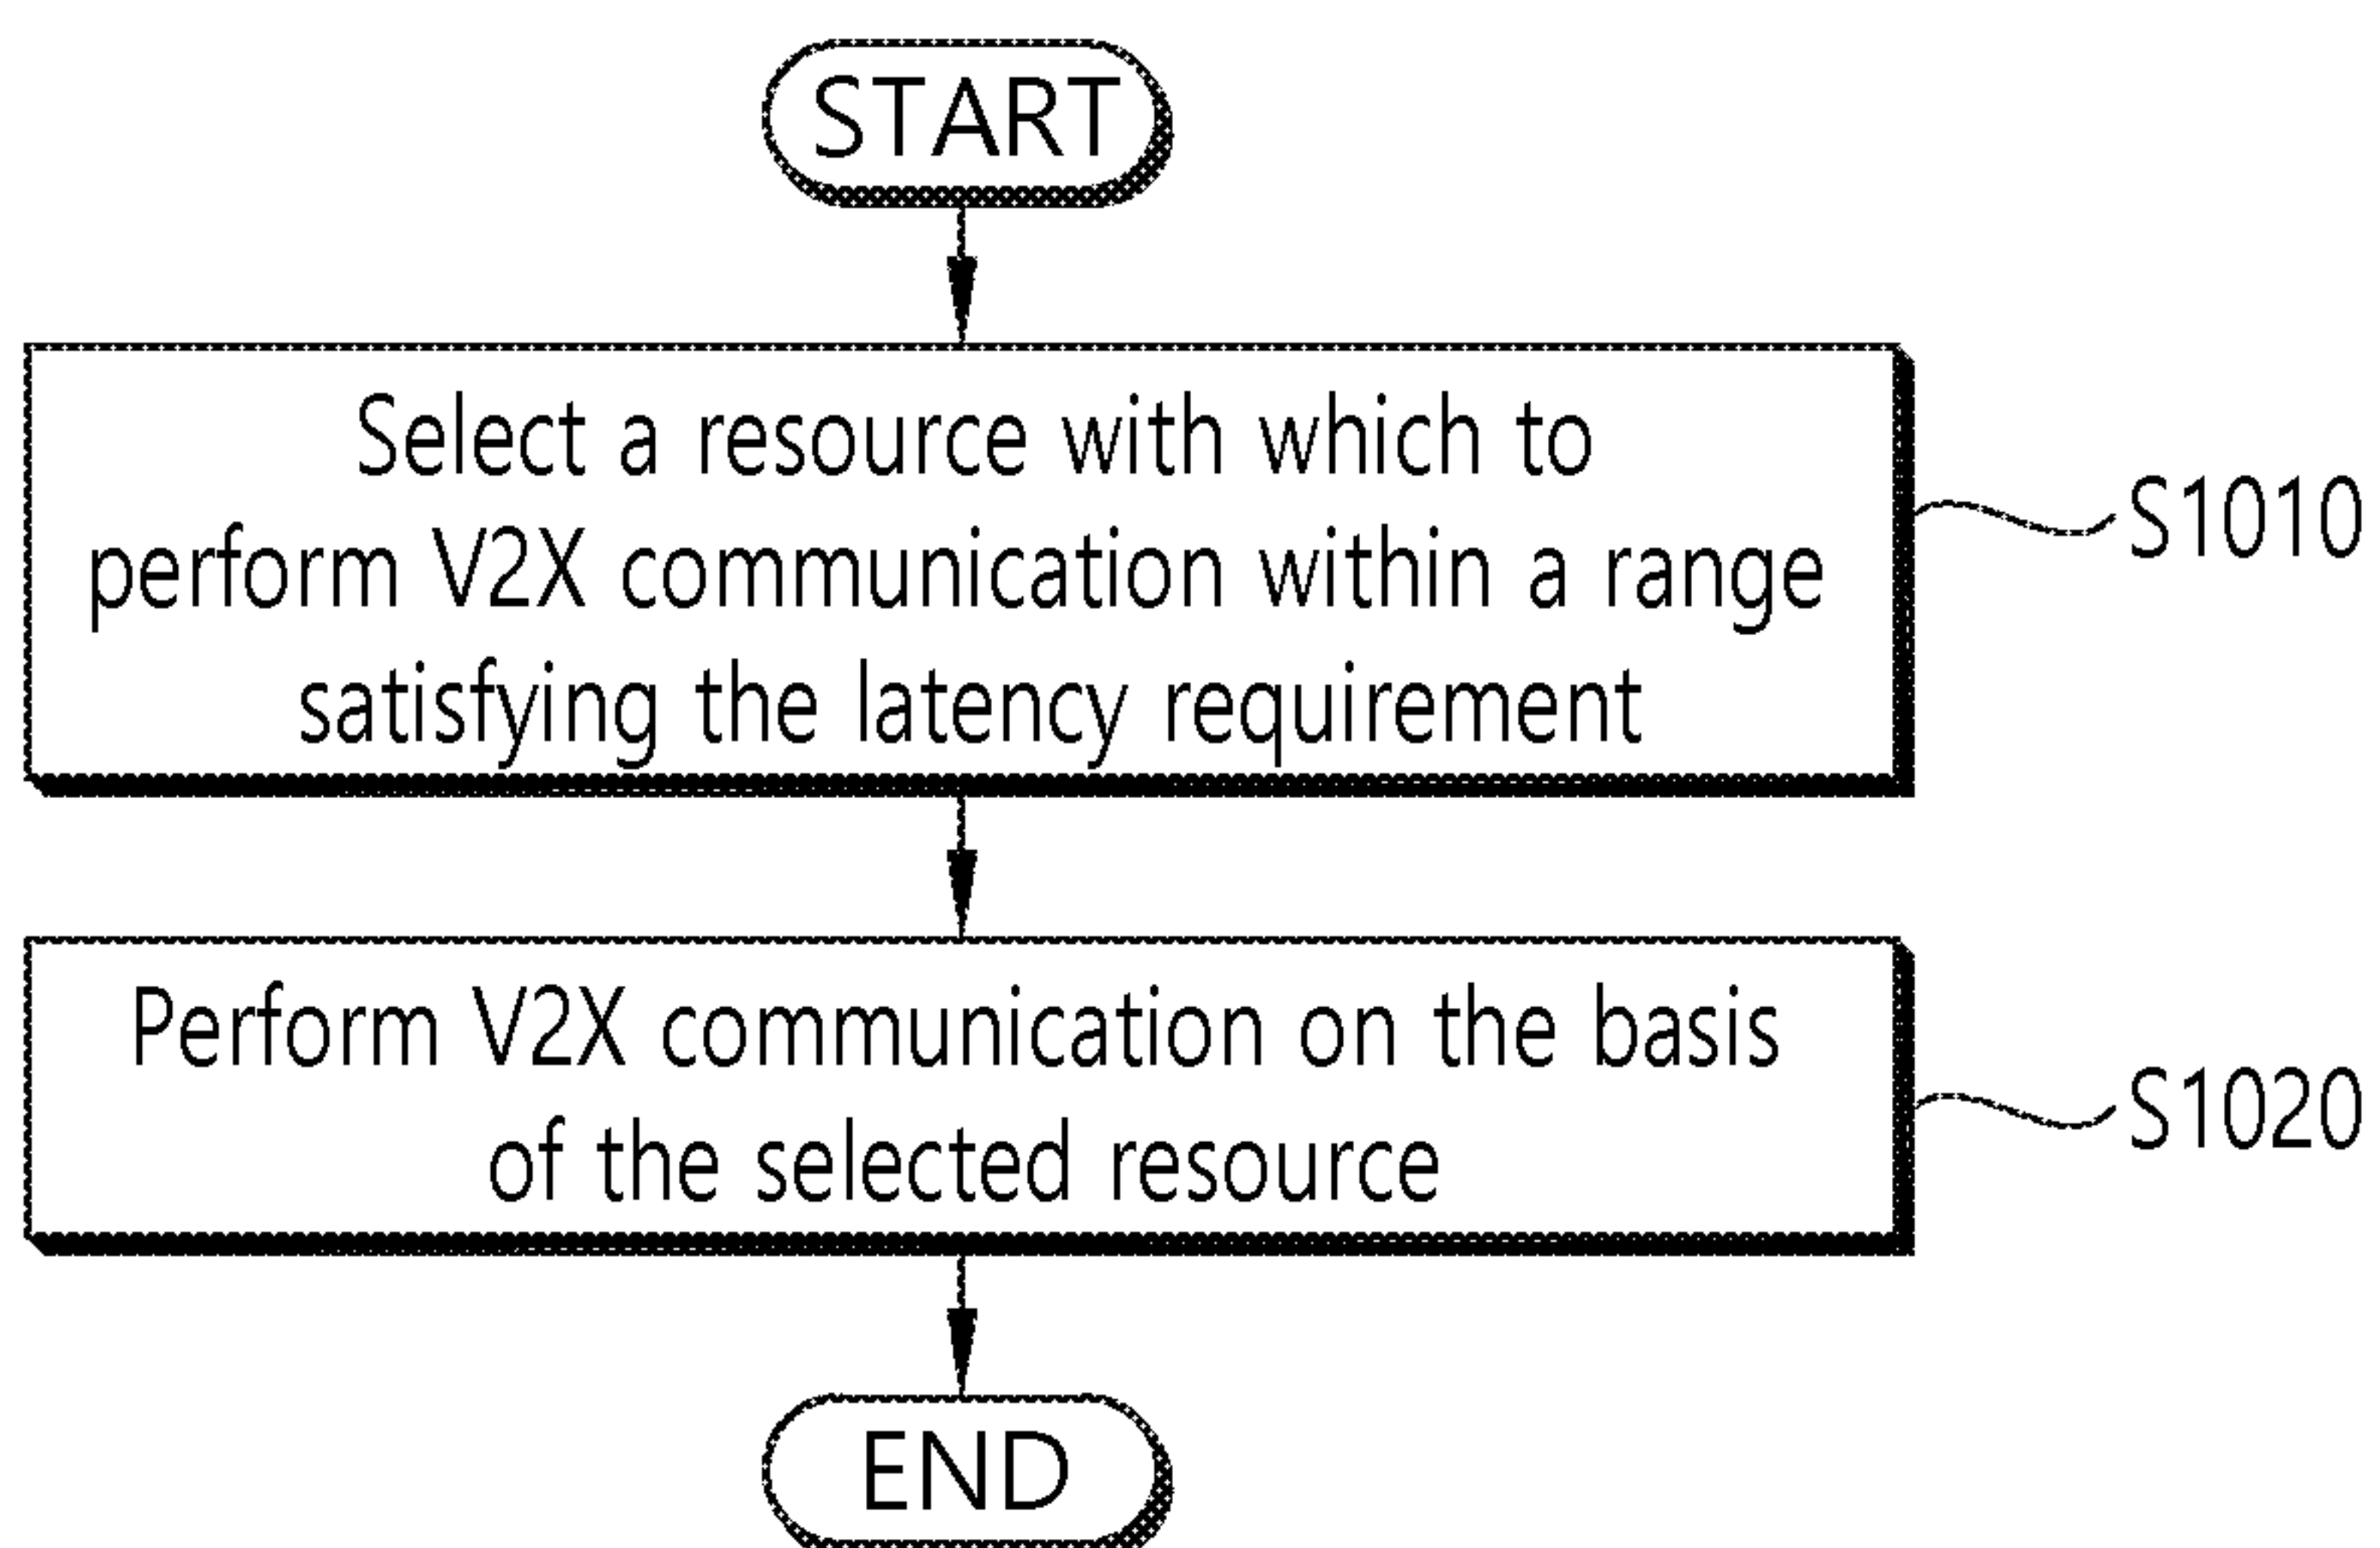 START
Select a resource with which to
perform V2X communication within a range
satisfying the latency requirement
S1010
Perform V2X communication on the basis
of the selected resource
S1020
END